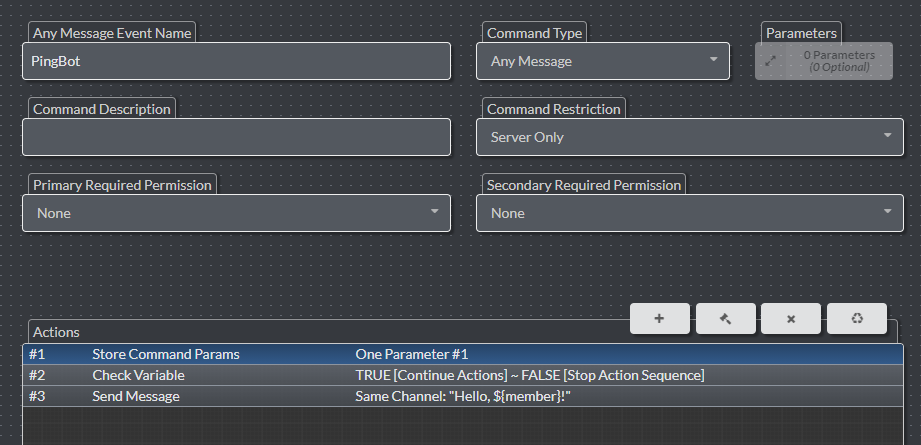 Any Message Event Name
PingBot
Command Type
Any Message
Parameters
0 Parameters
(0 Optional)
Command Description
Command Restriction
Server Only
Primary Required Permission
None
Secondary Required Permission
None
Actions
#1 Store Command Params One Parameter #1
#2 Check Variable TRUE [Continue Actions] ~ FALSE [Stop Action Sequence]
#3 Send Message Same Channel: "Hello, ${member}!"